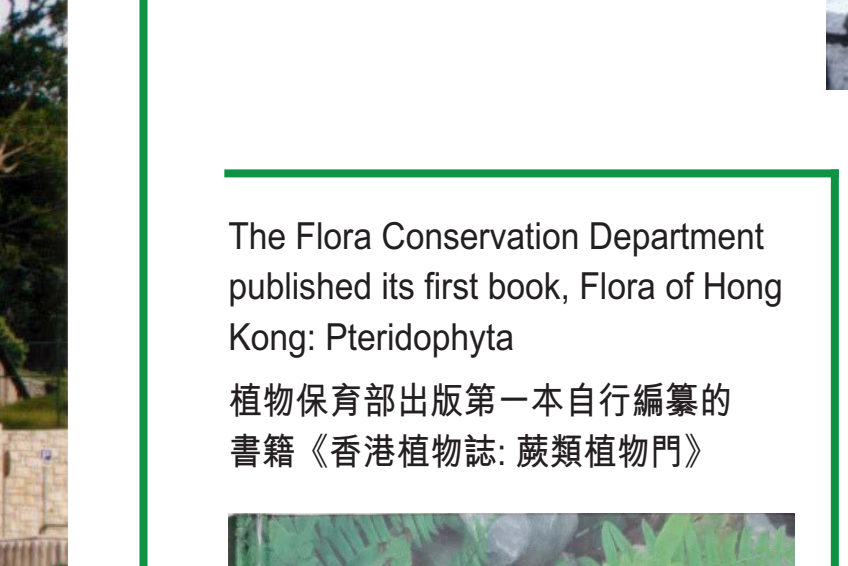 The Flora Conservation Department
published its first book, Flora of Hong
Kong: Pteridophyta
植物保育部出版第一本自行編纂的
書籍《香港植物誌: 蕨類植物門》